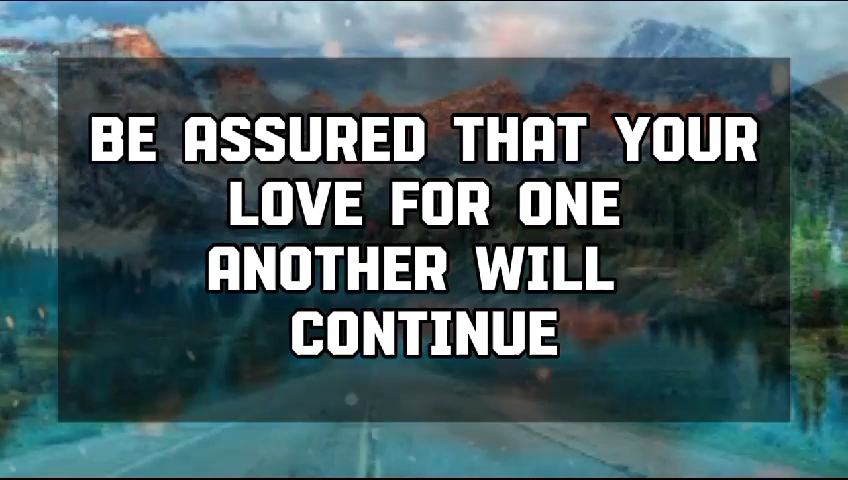 BE ASSURED THAT YOUR
LOVE FOR ONE
ANOTHER WILL
CONTINUE